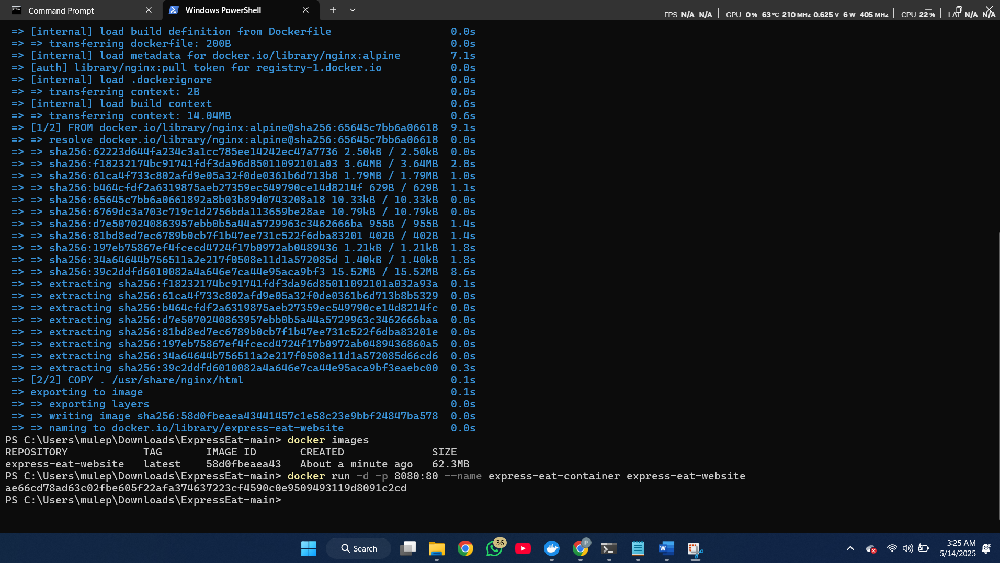 Command Prompt
Windows PowerShell
FPS N/A N/A GPU 0% 63°C 210 MHz 0.625 V 6 W 405 MHz CPU 22% LAT N/A N/A
=> [internal] load build definition from Dockerfile 0.0s
=> => transferring dockerfile: 200B 0.0s
=> [internal] load metadata for docker.io/library/nginx:alpine 7.1s
=> [auth] library/nginx:pull token for registry-1.docker.io 0.0s
=> [internal] load .dockerignore 0.0s
=> => transferring context: 2B 0.0s
=> [internal] load build context 0.6s
=> => transferring context: 14.04MB 0.6s
=> [1/2] FROM docker.io/library/nginx:alpine@sha256:65645c7bb6a06618 9.1s
=> => resolve docker.io/library/nginx:alpine@sha256:65645c7bb6a06618 0.0s
=> => sha256:62223d644fa234c3a1cc785ee14242ec47a7736 2.50kB / 2.50kB 0.0s
=> => sha256:f18232174bc91741fdf3da96d85011092101a03 3.64MB / 3.64MB 2.8s
=> => sha256:61ca4f733c802afd9e05a32f0de0361b6d713b8 1.79MB / 1.79MB 1.0s
=> => sha256:b464cfdf2a6319875aeb27359ec549790ce14d8214f 629B / 629B 1.1s
=> => sha256:65645c7bb6a0661892a8b03b89d0743208a18 10.33kB / 10.33kB 0.0s
=> => sha256:6769dc3a703c719c1d2756bda113659be28ae 10.79kB / 10.79kB 0.0s
=> => sha256:d7e5070240863957ebb0b5a44a5729963c3462666ba 955B / 955B 1.4s
=> => sha256:81bd8ed7ec6789b0cb7f1b47ee731c522f6dba83201 402B / 402B 1.4s
=> => sha256:197eb75867ef4fcecd4724f17b0972ab0489436 1.21kB / 1.21kB 1.8s
=> => sha256:34a64644b756511a2e217f0508e11d1a572085d 1.40kB / 1.40kB 1.8s
=> => sha256:39c2ddfd6010082a4a646e7ca44e95aca9bf3 15.52MB / 15.52MB 8.6s
=> => extracting sha256:f18232174bc91741fdf3da96d85011092101a032a93a 0.1s
=> => extracting sha256:61ca4f733c802afd9e05a32f0de0361b6d713b8b5329 0.0s
=> => extracting sha256:b464cfdf2a6319875aeb27359ec549790ce14d8214fc 0.0s
=> => extracting sha256:d7e5070240863957ebb0b5a44a5729963c3462666baa 0.0s
=> => extracting sha256:81bd8ed7ec6789b0cb7f1b47ee731c522f6dba83201e 0.0s
=> => extracting sha256:197eb75867ef4fcecd4724f17b0972ab0489436860a5 0.0s
=> => extracting sha256:34a64644b756511a2e217f0508e11d1a572085d66cd6 0.0s
=> => extracting sha256:39c2ddfd6010082a4a646e7ca44e95aca9bf3eaebc00 0.3s
=> [2/2] COPY . /usr/share/nginx/html 0.1s
=> exporting to image 0.1s
=> => exporting layers 0.0s
=> => writing image sha256:58d0fbeaea43441457c1e58c23e9bbf24847ba578 0.0s
=> => naming to docker.io/library/express-eat-website 0.0s
PS C:\Users\mulep\Downloads\ExpressEat-main> docker images
REPOSITORY TAG IMAGE ID CREATED SIZE
express-eat-website latest 58d0fbeaea43 About a minute ago 62.3MB
PS C:\Users\mulep\Downloads\ExpressEat-main> docker run -d -p 8080:80 --name express-eat-container express-eat-website
ae66cd78ad63c02fbe605f22afa374637223cf4590c0e9509493119d8091c2cd
PS C:\Users\mulep\Downloads\ExpressEat-main>
Search
36
P
W
3:25 AM
5/14/2025